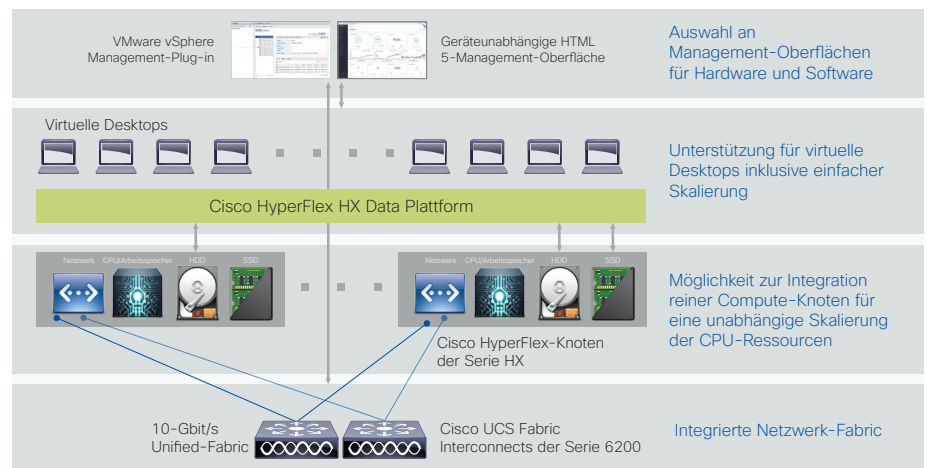 VMware vSphere
Management-Plug-in
Geräteunabhängige HTML
5-Management-Oberfläche
Auswahl an
Management-Oberflächen
für Hardware und Software
Virtuelle Desktops
Unterstützung für virtuelle
Desktops inklusive einfacher
Skalierung
Cisco HyperFlex HX Data Plattform
Netzwerk CPU/Arbeitsspeicher HDD SSD
Netzwerk CPU/Arbeitsspeicher HDD SSD
Möglichkeit zur Integration
reiner Compute-Knoten für
eine unabhängige Skalierung
der CPU-Ressourcen
Cisco HyperFlex-Knoten
der Serie HX
10-Gbit/s
Unified-Fabric
Cisco UCS Fabric
Interconnects der Serie 6200
Integrierte Netzwerk-Fabric